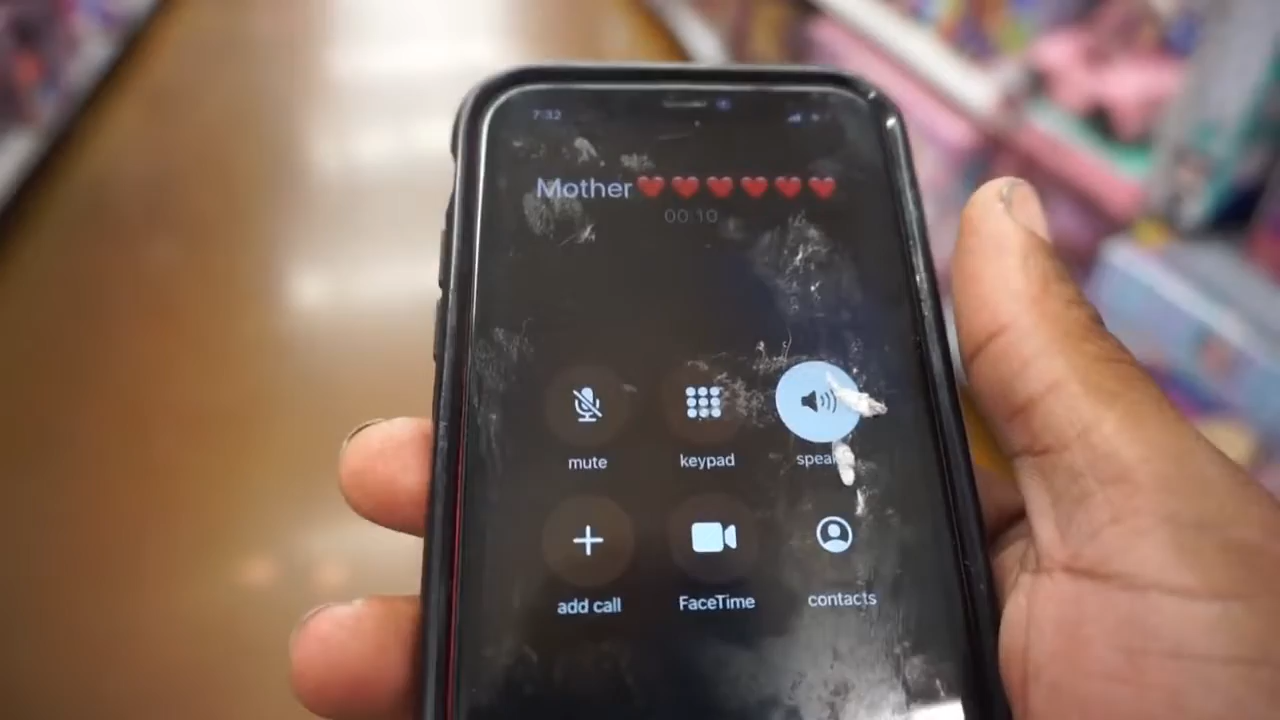 7:32
Mother❤️❤️❤️❤️❤️❤️
00:10
mute keypad
add call FaceTime contacts